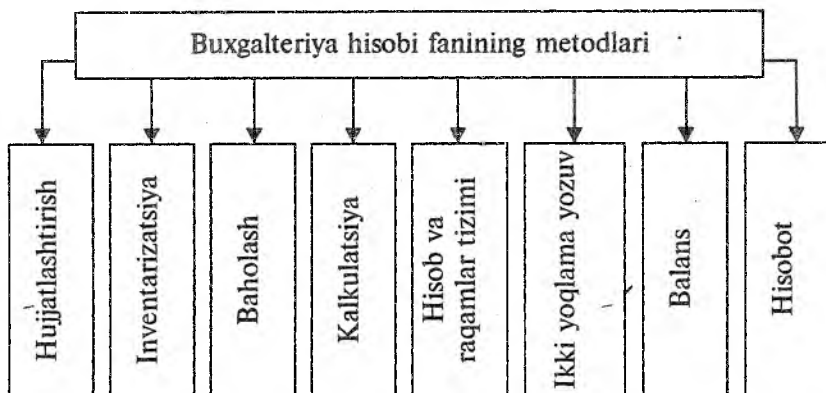 Buxgalteriya hisobi fanining metodlari
Hujjatlashtirish
Inventarizatsiya
Baholash
Kalkulatsiya
Hisob va
raqamlar tizimi
Ikki yoqlama yozuv
Balans
Hisobot